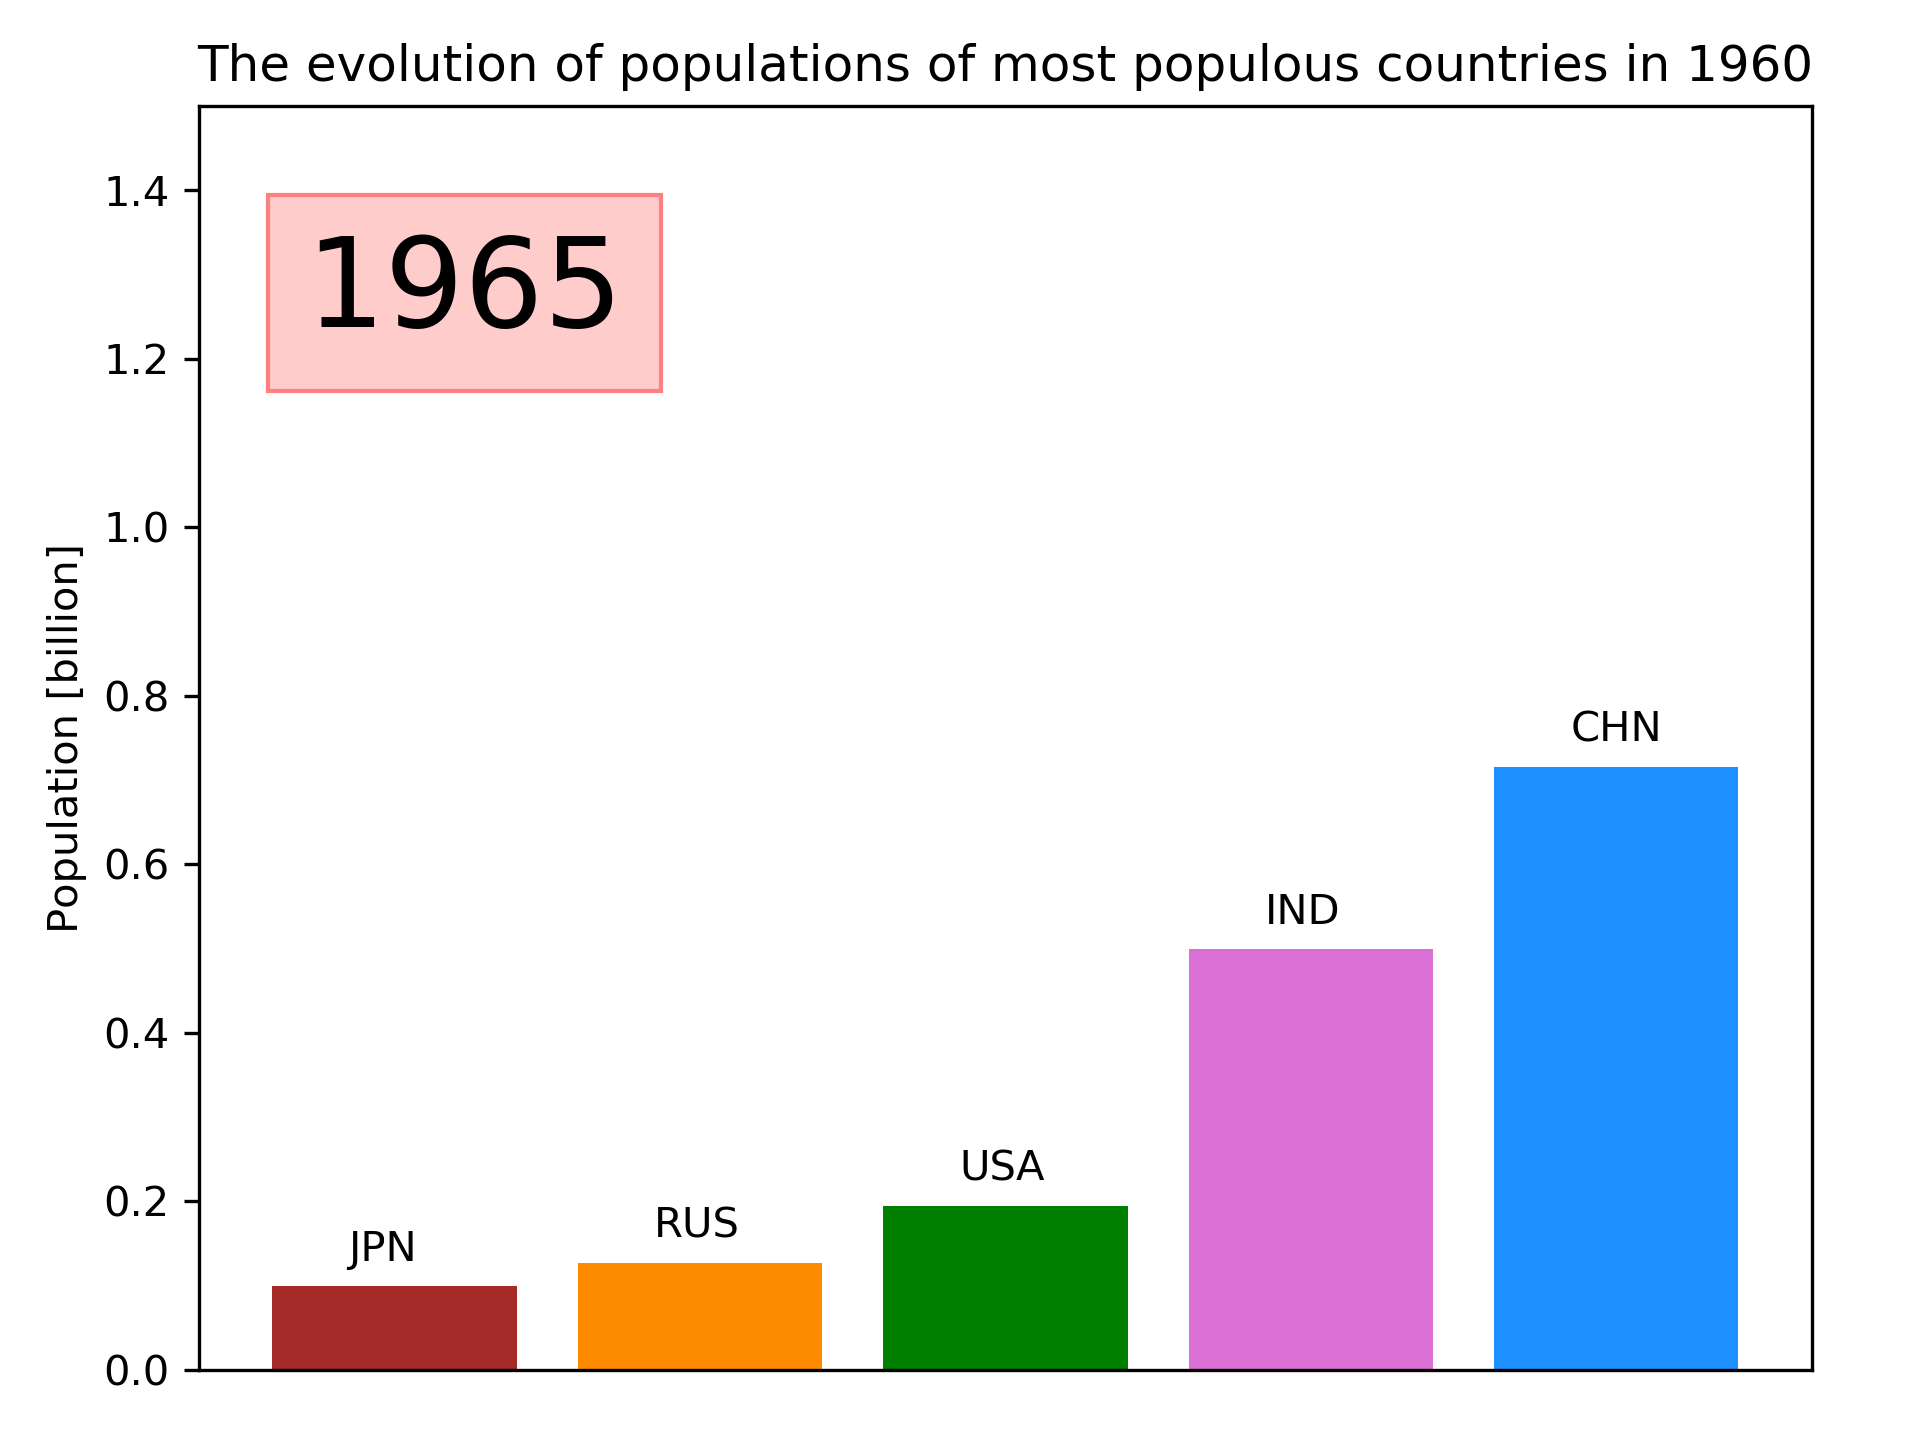 The evolution of populations of most populous countries in 1960
1965
Population [billion]
1.4
1.2
1.0
0.8
0.6
0.4
0.2
0.0
JPN
RUS
USA
IND
CHN